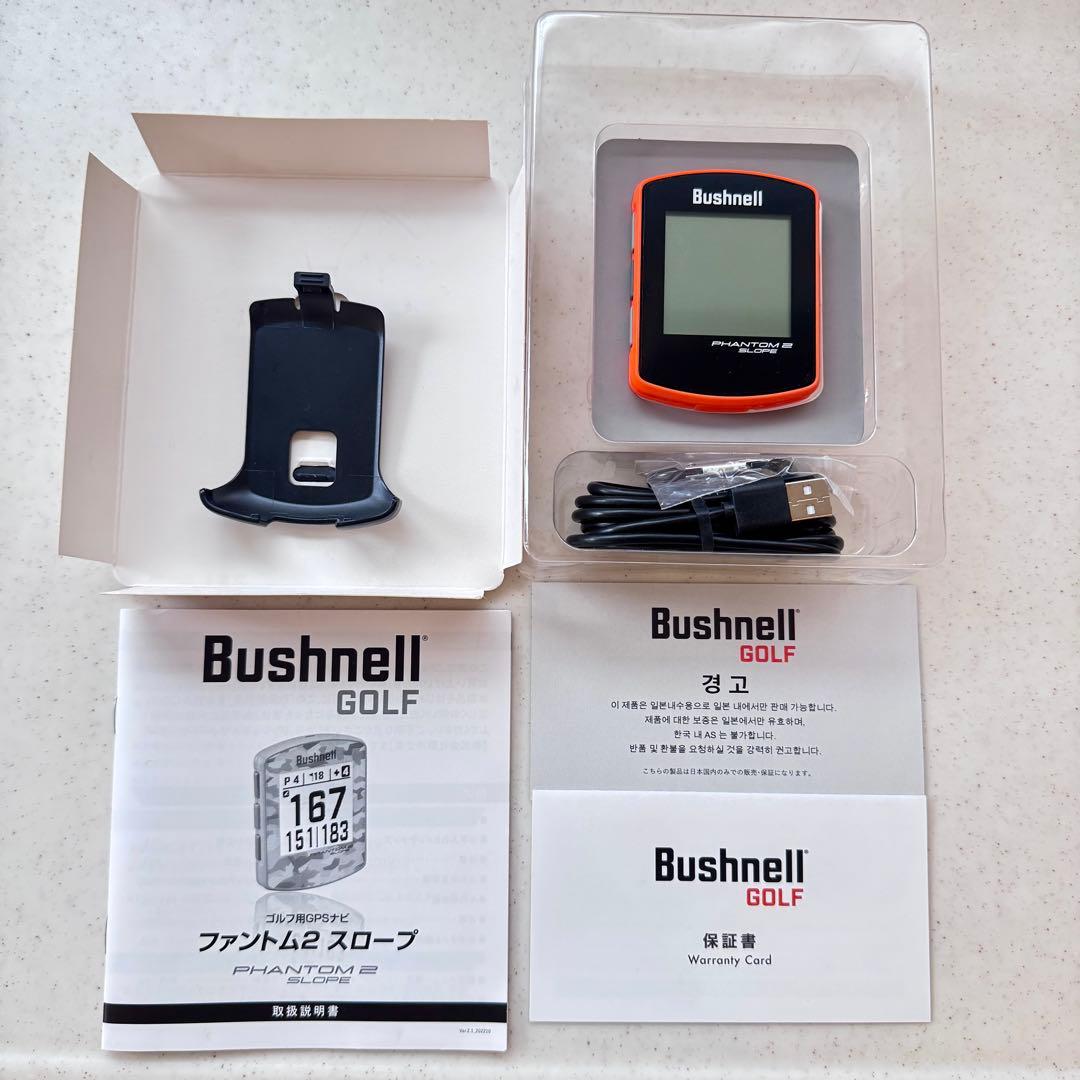 Bushnell
PHANTOM 2
SLOPE
Bushnell
GOLF
Bushnell
167
151 183
ゴルフ用GPSナビ
ファントム2 スロープ
PHANTOM 2
SLOPE
取扱説明書
Bushnell
GOLF
경고
이 제품은 일본내수용으로 일본 내에서만 판매 가능합니다.
제품에 대한 보증은 일본에서만 유효하며,
한국 내 AS 는 불가합니다.
반품 및 환불을 요청하실 것을 강력히 권고합니다.
こちらの製品は日本国内のみでの販売・保証になります。
Bushnell
GOLF
保証書
Warranty Card